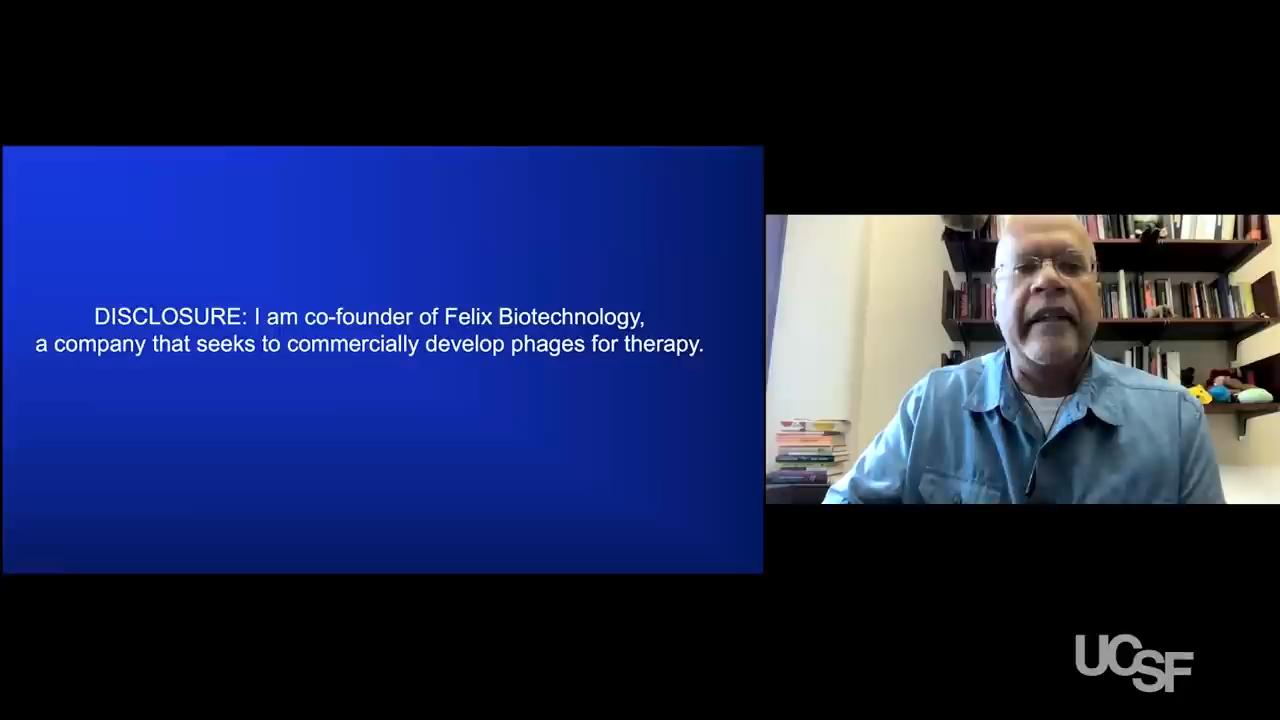 DISCLOSURE: I am co-founder of Felix Biotechnology,
a company that seeks to commercially develop phages for therapy.
UCSF